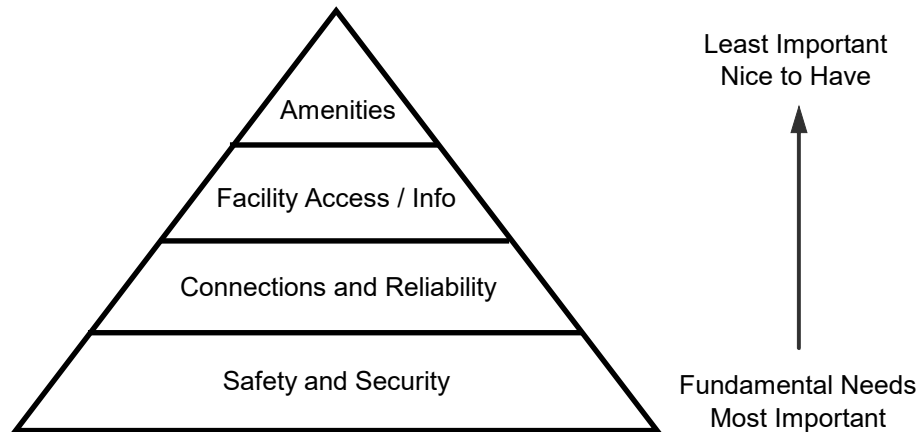 Least Important
Nice to Have
Amenities
Facility Access / Info
Connections and Reliability
Safety and Security
Fundamental Needs
Most Important